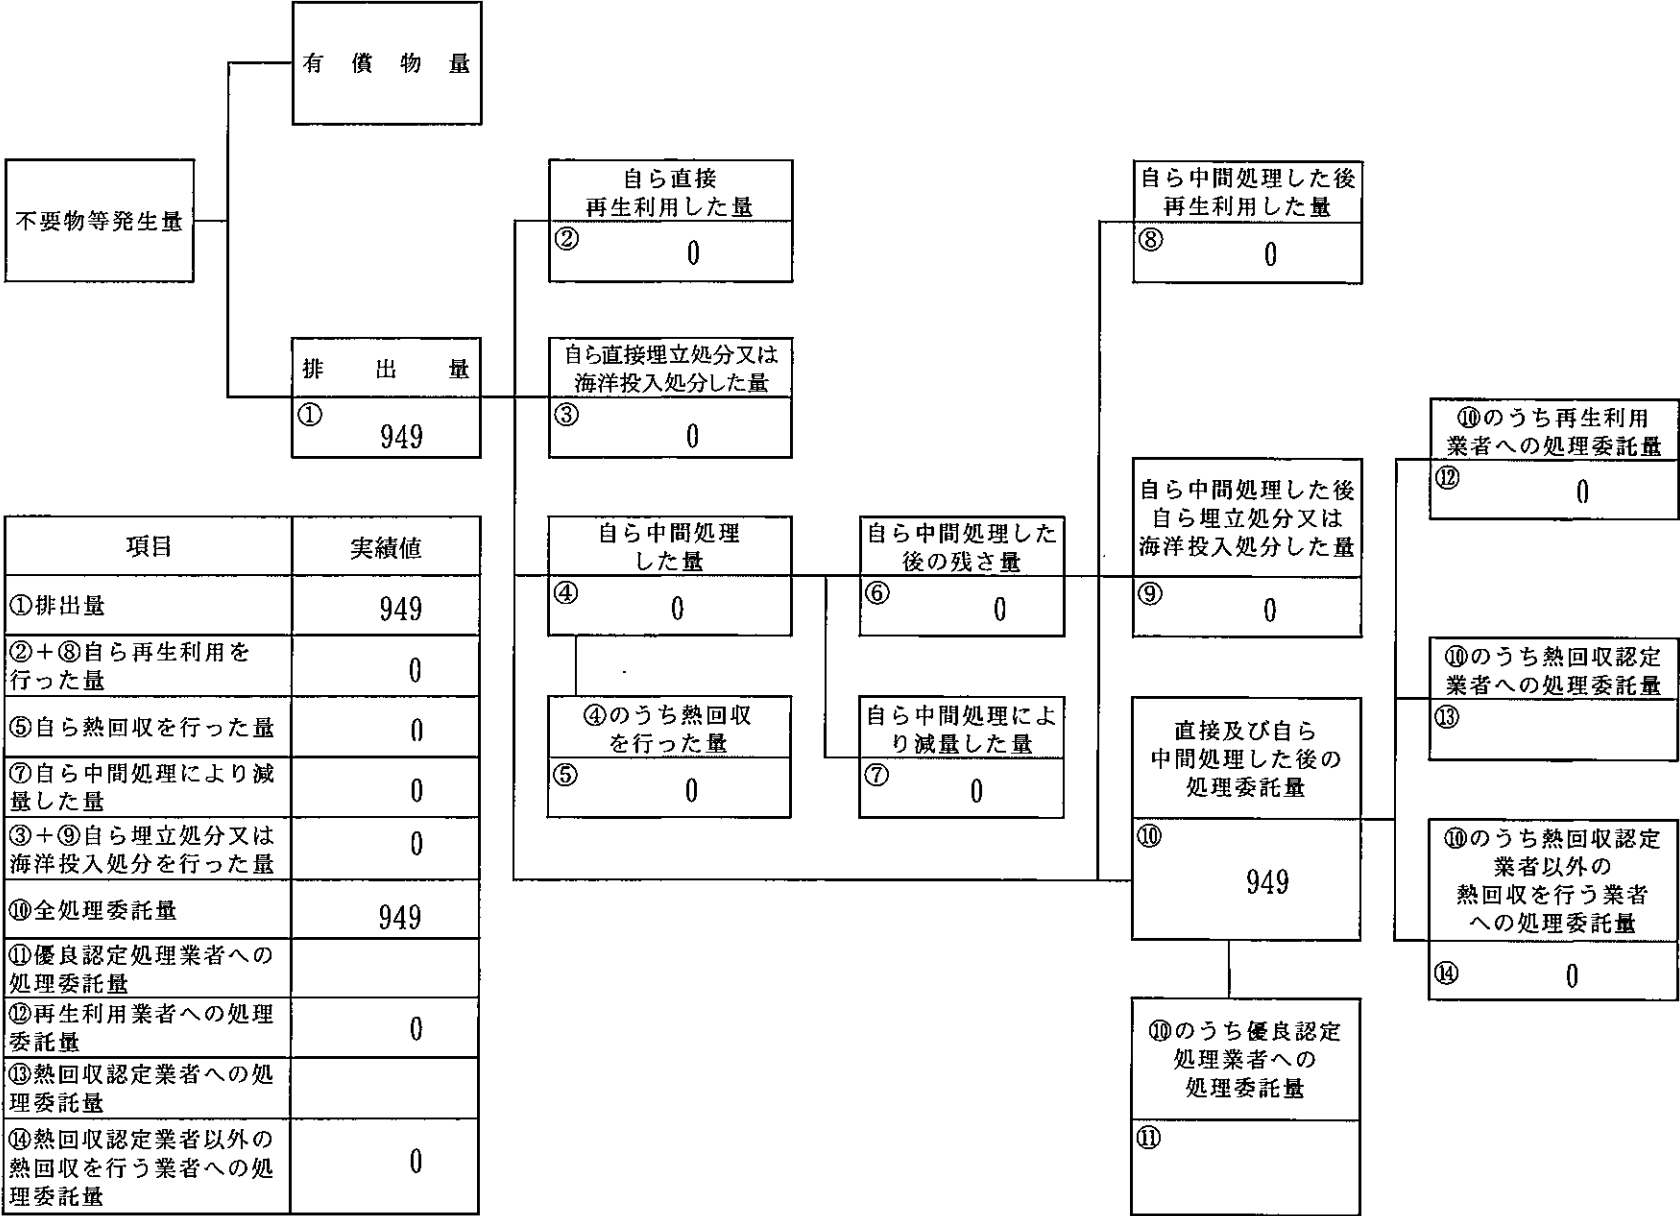 有償物量
不要物等発生量
自ら直接
再生利用した量
②
0
自ら中間処理した後
再生利用した量
⑧
0
排出量
①
949
自ら直接埋立処分又は
海洋投入処分した量
③
0
⑩のうち再生利用
業者への処理委託量
⑫
0
自ら中間処理
した量
④
0
自ら中間処理した
後の残さ量
⑥
0
自ら中間処理した後
自ら埋立処分又は
海洋投入処分した量
⑨
0
④のうち熱回収
を行った量
⑤
0
自ら中間処理によ
り減量した量
⑦
0
直接及び自ら
中間処理した後の
処理委託量
⑩
949
⑩のうち熱回収認定
業者への処理委託量
⑬
⑩のうち熱回収認定
業者以外の
熱回収を行う業者
への処理委託量
⑭
0
⑩のうち優良認定
処理業者への
処理委託量
⑪
項目 実績値
①排出量 949
②+⑧自ら再生利用を
行った量 0
⑤自ら熱回収を行った量 0
⑦自ら中間処理により減
量した量 0
③+⑨自ら埋立処分又は
海洋投入処分を行った量 0
⑩全処理委託量 949
⑪優良認定処理業者への
処理委託量
⑫再生利用業者への処理
委託量 0
⑬熱回収認定業者への処
理委託量
⑭熱回収認定業者以外の
熱回収を行う業者への処
理委託量 0